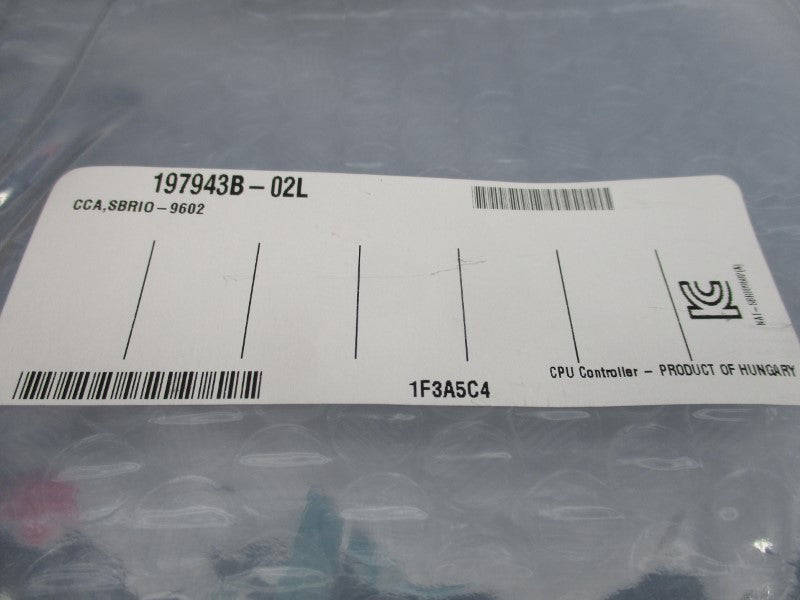 197943B-02L
CCA,SBRIO-9602
1F3A5C4
CPU Controller - PRODUCT OF HUNGARY